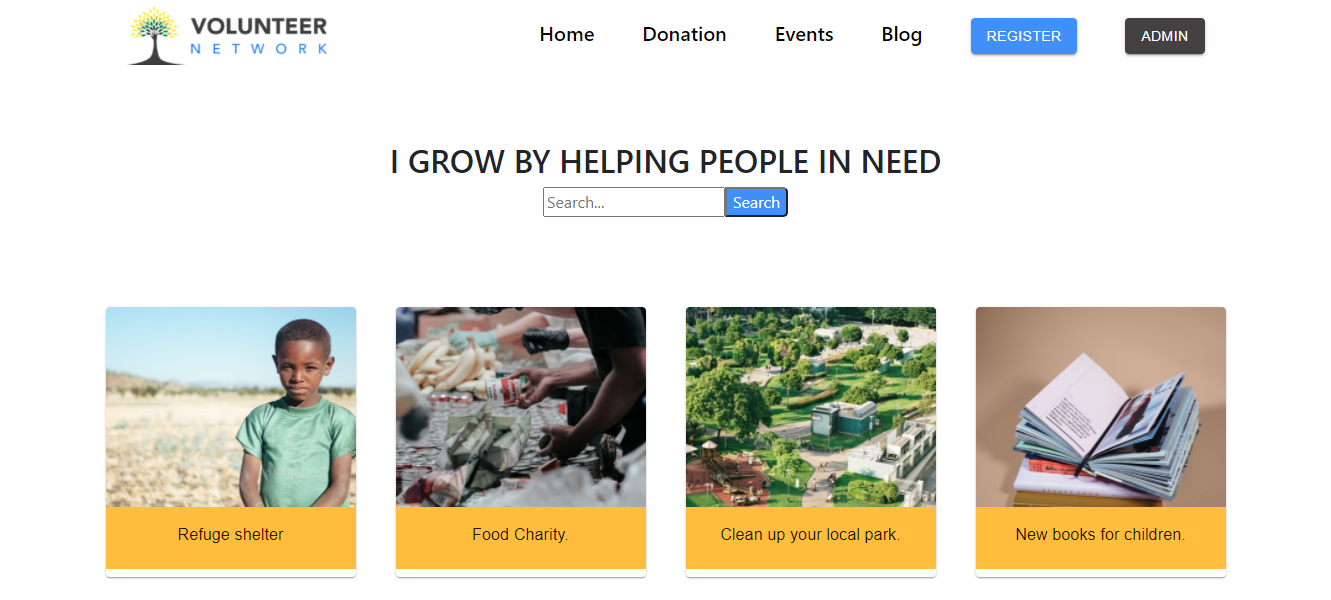 VOLUNTEER
NETWORK
Home Donation Events Blog REGISTER ADMIN
I GROW BY HELPING PEOPLE IN NEED
Search... Search
Refuge shelter
Food Charity.
Clean up your local park.
New books for children.